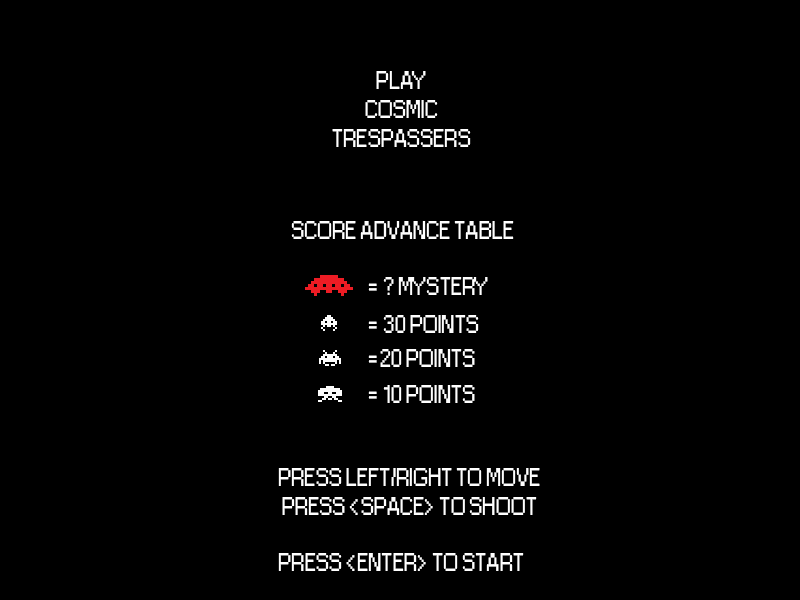 PLAY
COSMIC
TRESPASSERS
SCORE ADVANCE TABLE
= ? MYSTERY
= 30 POINTS
=20 POINTS
= 10 POINTS
PRESS LEFT/RIGHT TO MOVE
PRESS <SPACE> TO SHOOT
PRESS <ENTER> TO START